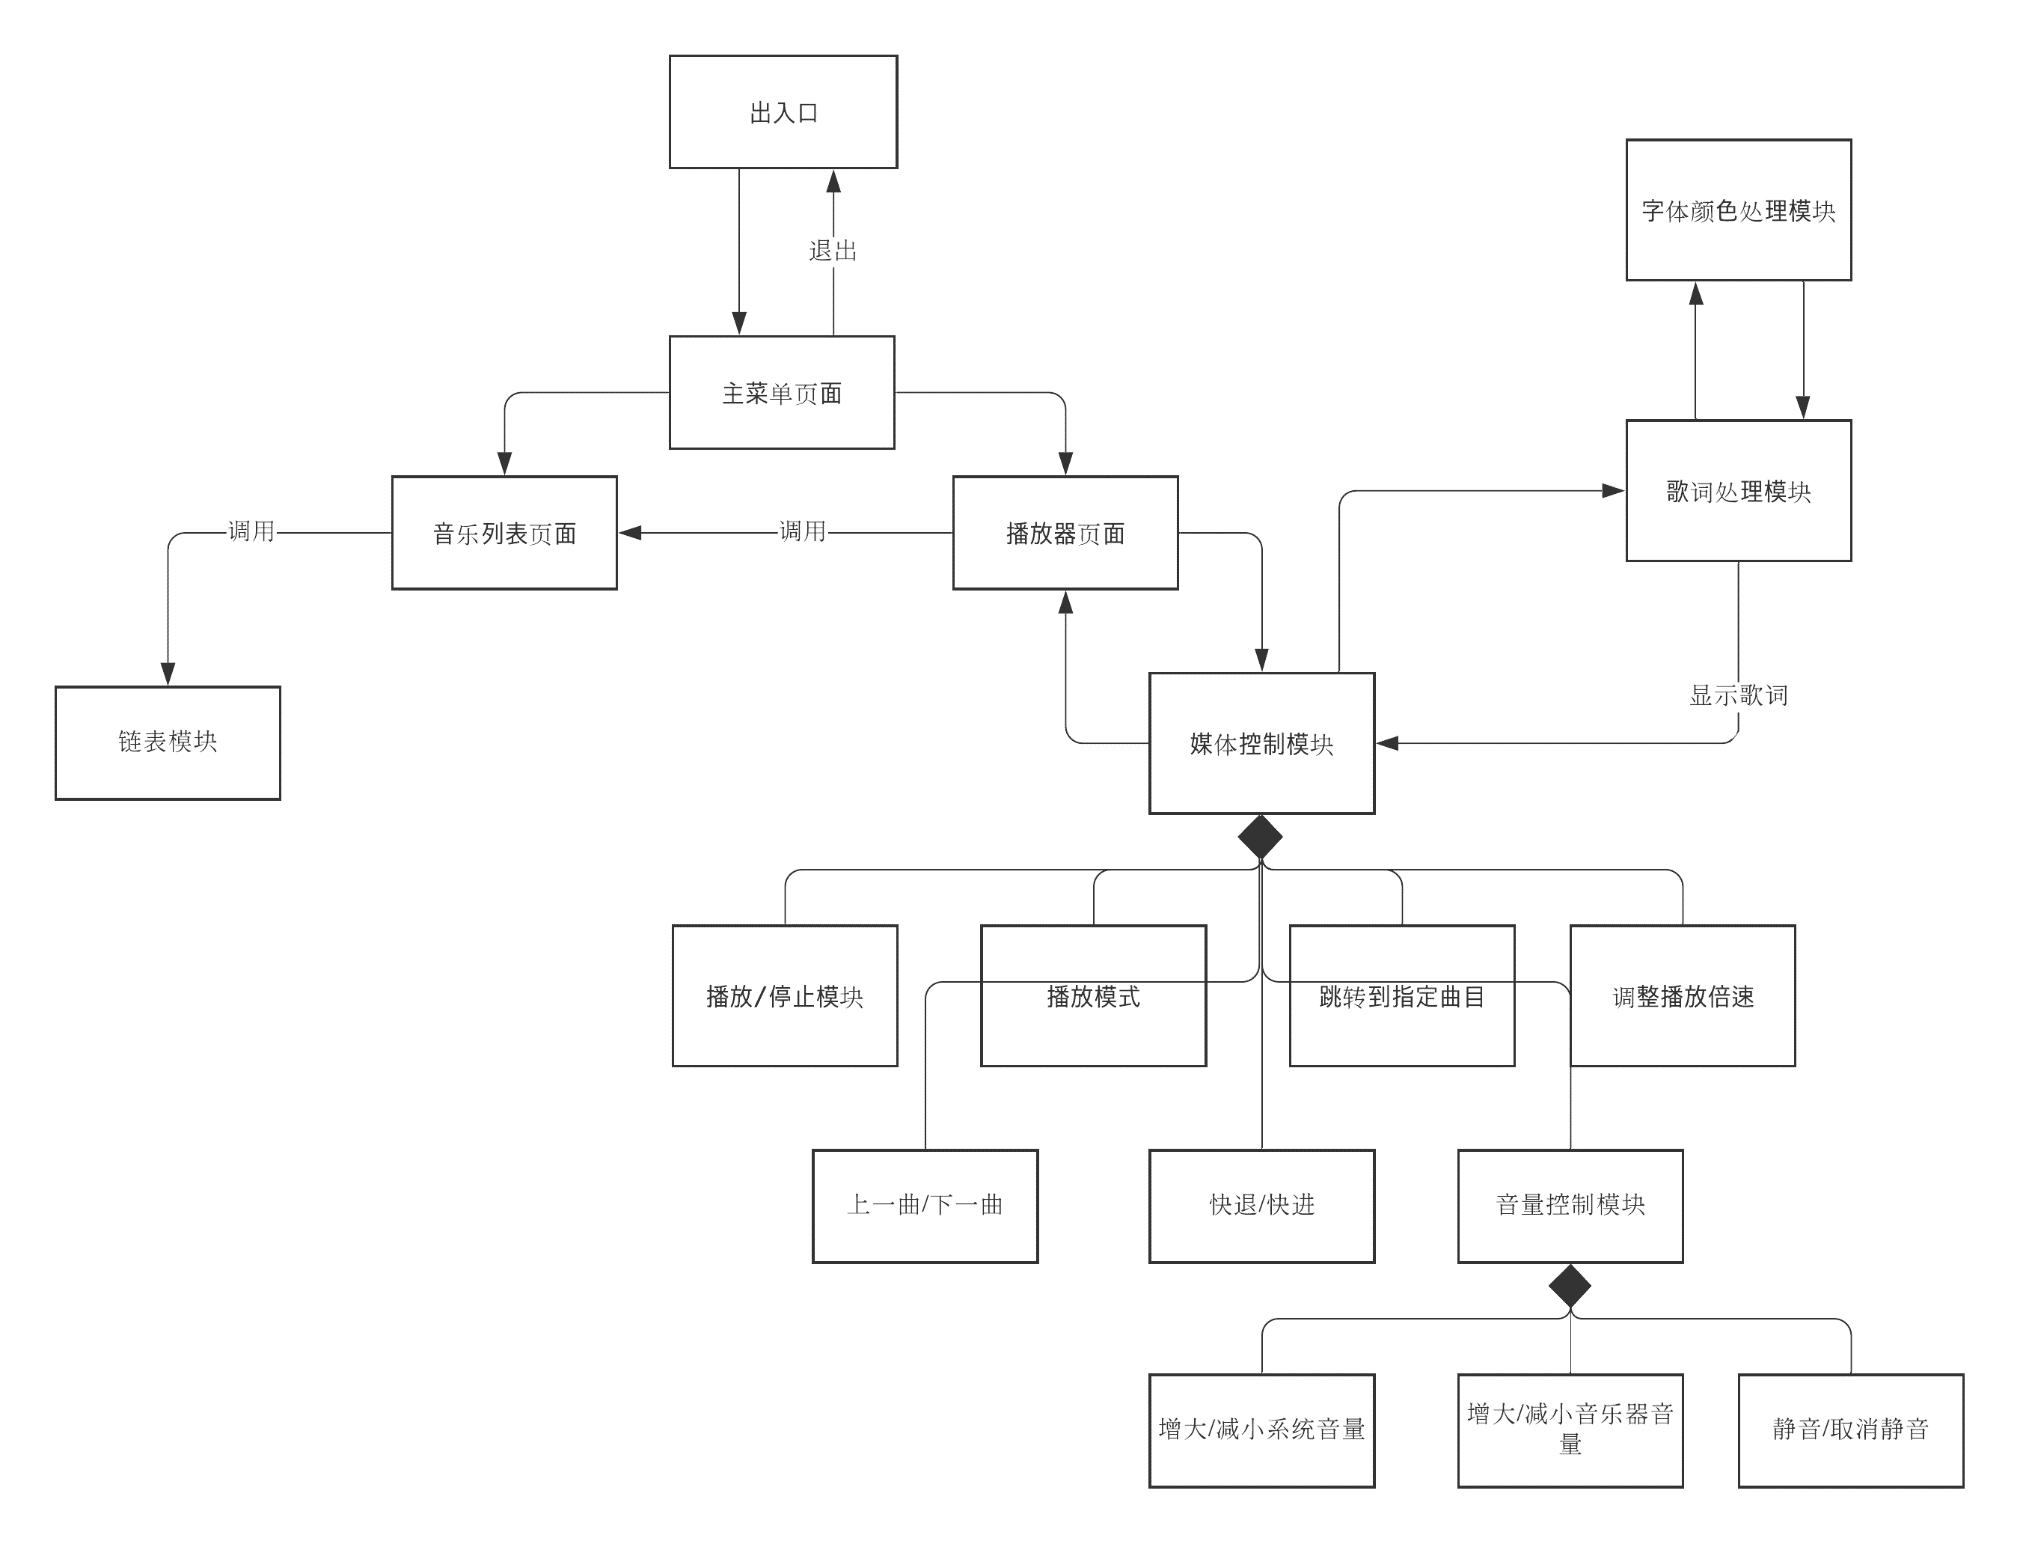 出入口
字体颜色处理模块
退出
主菜单页面
歌词处理模块
调用
音乐列表页面
调用
播放器页面
显示歌词
链表模块
媒体控制模块
播放/停止模块
播放模式
跳转到指定曲目
调整播放倍速
上一曲/下一曲
快退/快进
音量控制模块
增大/减小系统音量
增大/减小音乐器音
量
静音/取消静音